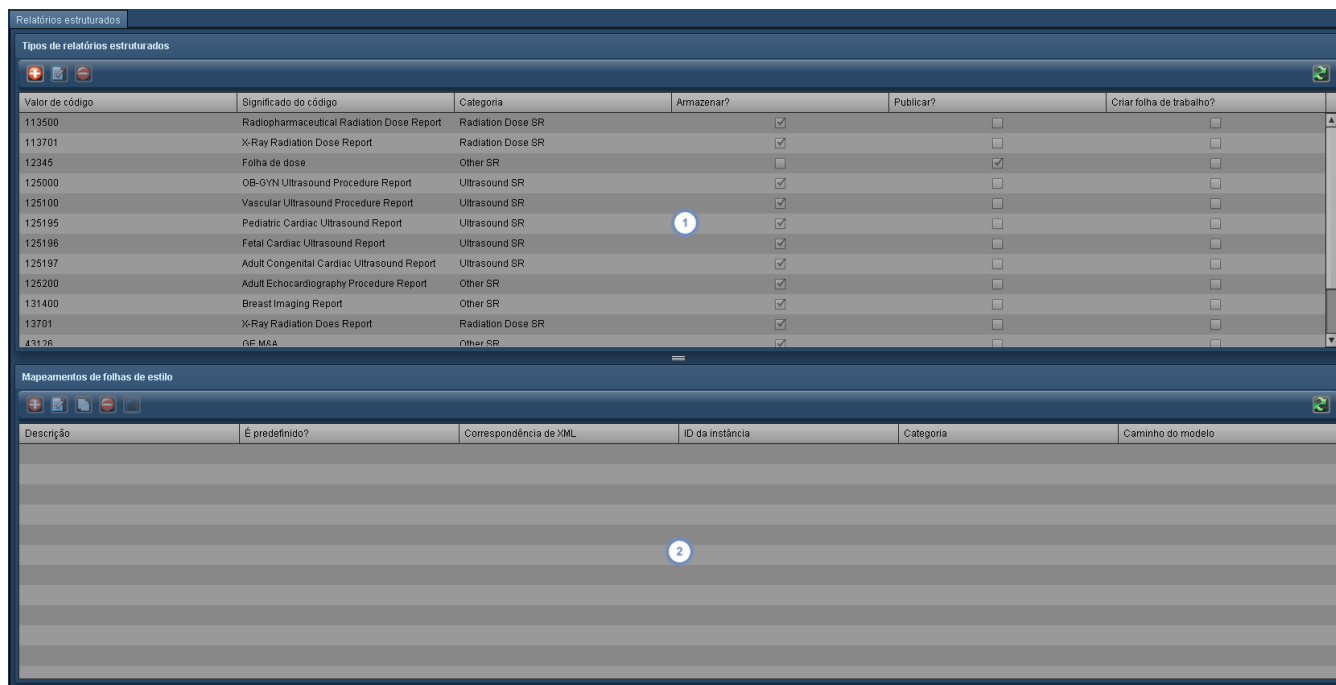 Relatórios estruturados
Tipos de relatórios estruturados
Valor de código Significado do código Categoria Armazenar? Publicar? Criar folha de trabalho?
113500 Radiopharmaceutical Radiation Dose Report Radiation Dose SR
113701 X-Ray Radiation Dose Report Radiation Dose SR
12345 Folha de dose Other SR
125000 OB-GYN Ultrasound Procedure Report Ultrasound SR
125100 Vascular Ultrasound Procedure Report Ultrasound SR
125195 Pediatric Cardiac Ultrasound Report Ultrasound SR
1
125196 Fetal Cardiac Ultrasound Report Ultrasound SR
125197 Adult Congenital Cardiac Ultrasound Report Ultrasound SR
125200 Adult Echocardiography Procedure Report Other SR
131400 Breast Imaging Report Other SR
13701 X-Ray Radiation Does Report Radiation Dose SR
43126 GE M&A Other SR
Mapeamentos de folhas de estilo
Descrição É predefinido? Correspondência de XML ID da instância Categoria Caminho do modelo
2